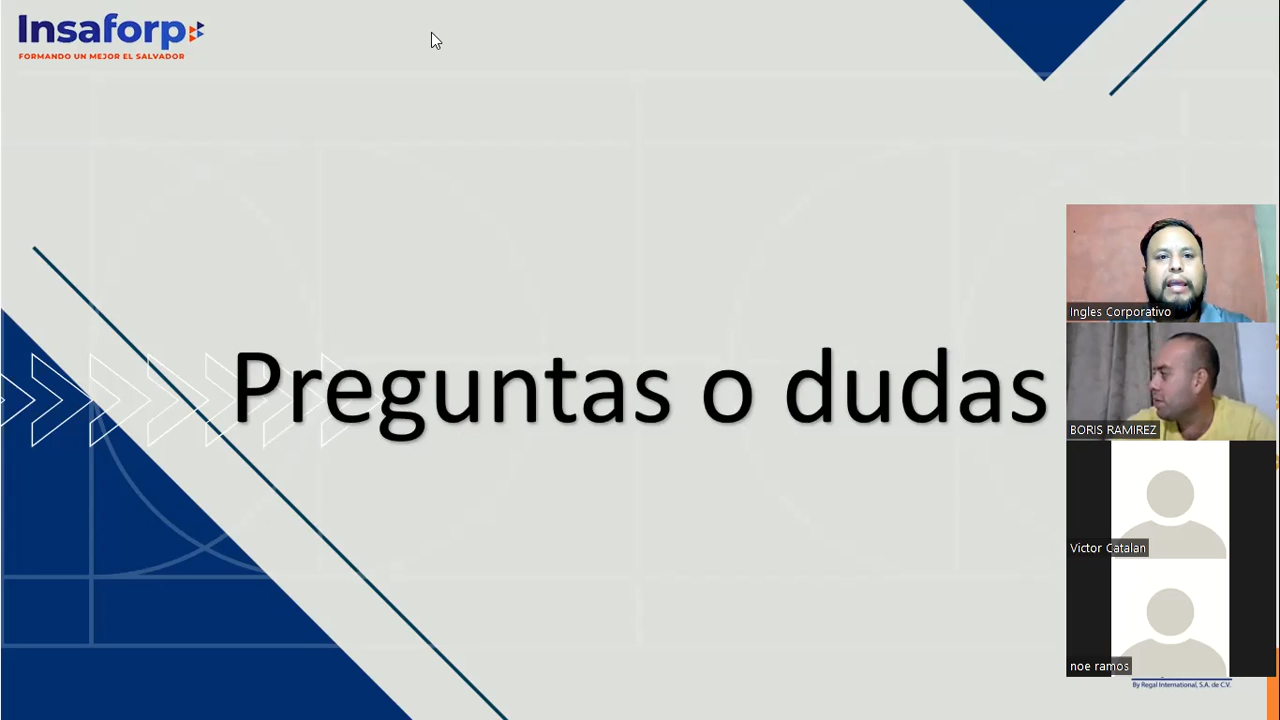 Insaforp
FORMANDO UN MEJOR EL SALVADOR
Preguntas o dudas
Ingles Corporativo
BORIS RAMIREZ
Victor Catalan
noe ramos
By Regal International, S.A. de C.V.